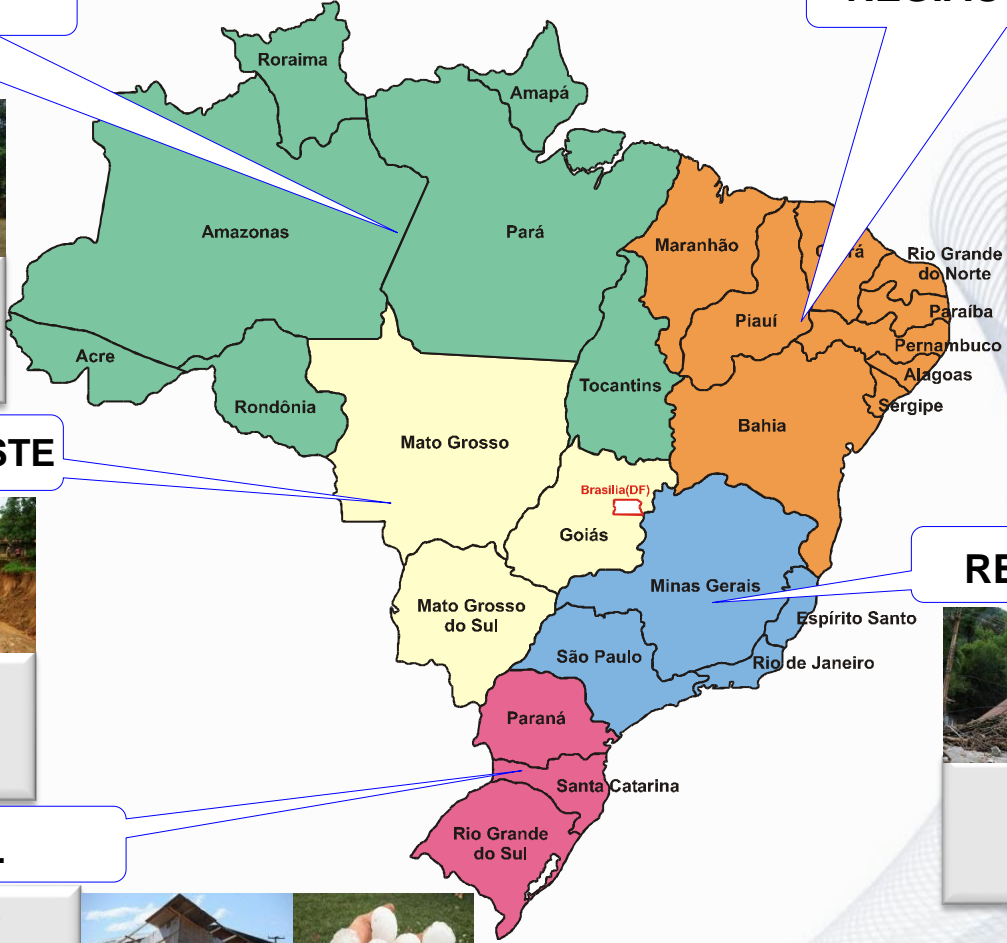 Roraima
Amapá
Amazonas
Pará
Maranhão
Rio Grande
do Norte
Paraíba
Piauí
Pernambuco
Acre
Alagoas
Tocantins
Sergipe
Rondônia
Bahia
Mato Grosso
STE
Brasilia(DF)
Goiás
RE
Minas Gerais
Mato Grosso
do Sul
Espírito Santo
São Paulo
Rio de Janeiro
Paraná
Santa Catarina
Rio Grande
do Sul